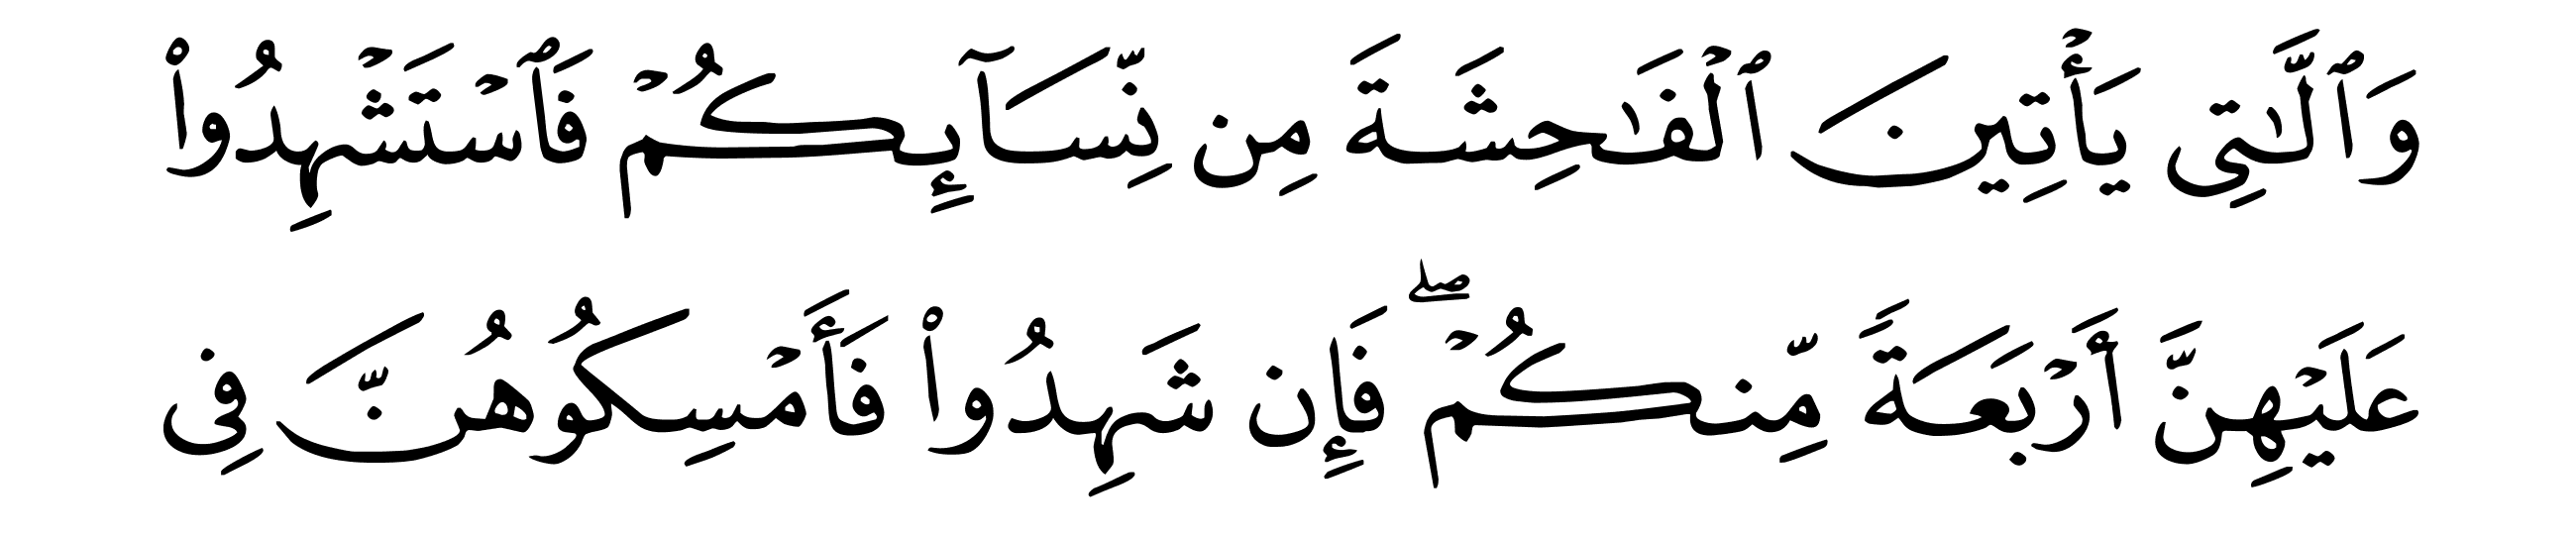 وَٱلَّـٰتِى يَأْتِينَ ٱلْفَـٰحِشَةَ مِن نِّسَآئِكُمْ فَٱسْتَشْهِدُوا۟
عَلَيْهِنَّ أَرْبَعَةً مِّنكُمْ ۖ فَإِن شَهِدُوا۟ فَأَمْسِكُوهُنَّ فِى